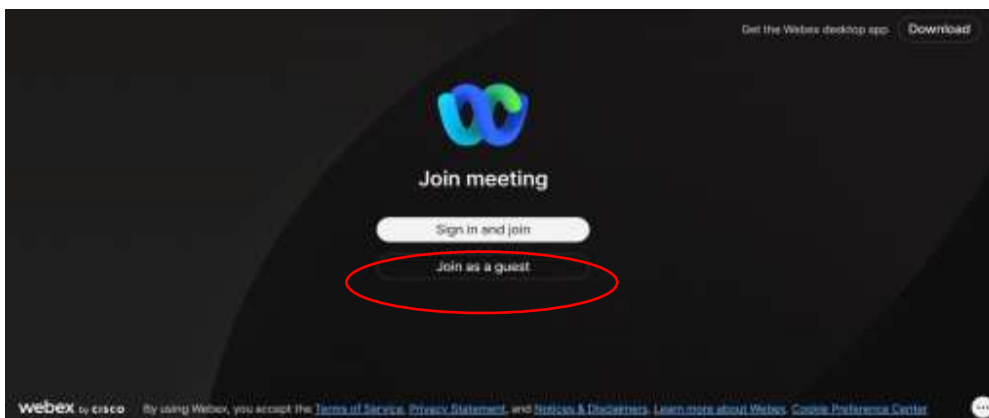 Get the Webex desktop app Download
Join meeting
Sign in and join
Join as a guest
webex by CISCO By using Webex, you accept the Terms of Service, Privacy Statement, and Notices & Disclaimers. Learn more about Webex. Cookie Preference Center